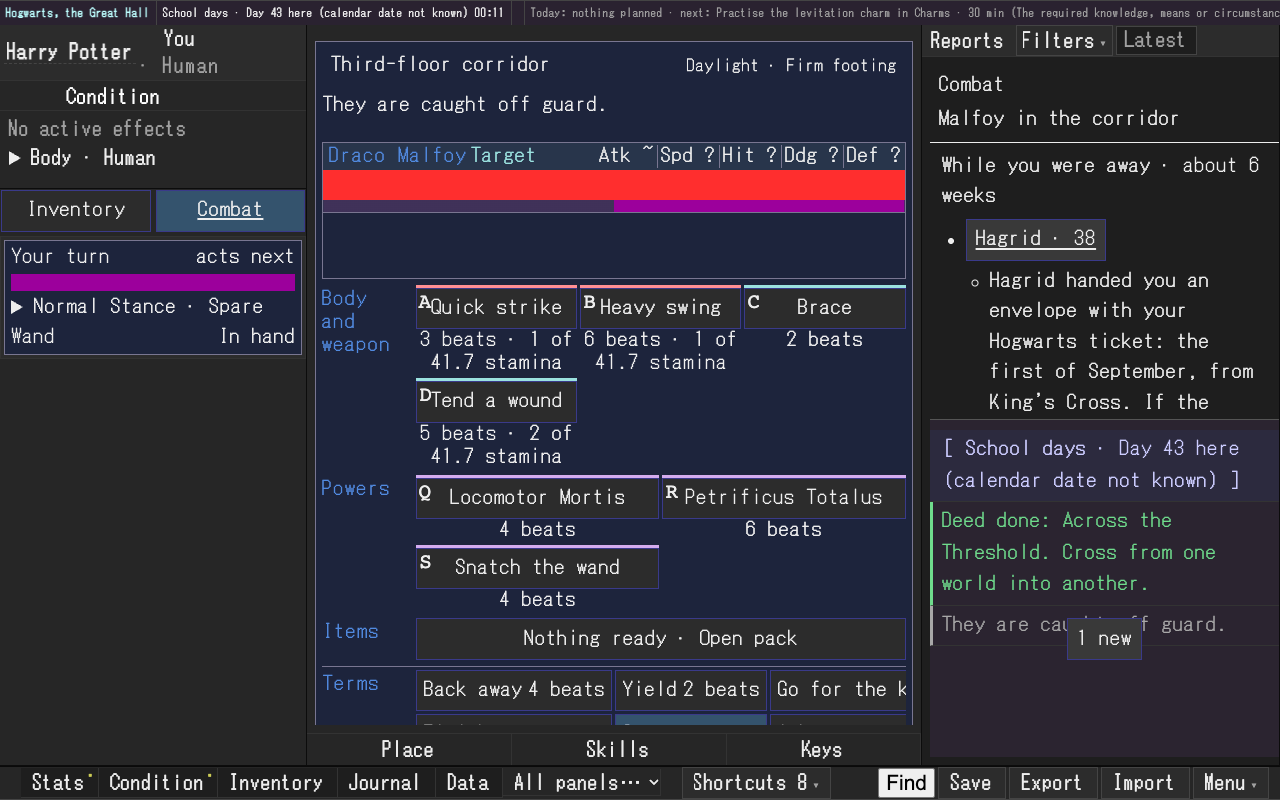 Hogwarts, the Great Hall
School days · Day 43 here (calendar date not known) 00:11
Today: nothing planned · next: Practise the levitation charm in Charms · 30 min (The required knowledge, means or circumstanc
Harry Potter · You
Human
Condition
No active effects
▶ Body · Human
Inventory
Combat
Your turn acts next
▶ Normal Stance · Spare
Wand In hand
Third-floor corridor
Daylight · Firm footing
They are caught off guard.
Draco Malfoy Target Atk ~ Spd ? Hit ? Ddg ? Def ?
Body
and
weapon
A Quick strike
3 beats · 1 of
41.7 stamina
B Heavy swing
6 beats · 1 of
41.7 stamina
C Brace
2 beats
D Tend a wound
5 beats · 2 of
41.7 stamina
Powers
Q Locomotor Mortis
4 beats
R Petrificus Totalus
6 beats
S Snatch the wand
4 beats
Items
Nothing ready · Open pack
Terms
Back away 4 beats
Yield 2 beats
Go for the k
Place
Skills
Keys
Reports
Filters ▾
Latest
Combat
Malfoy in the corridor
While you were away · about 6
weeks
• Hagrid · 38
Hagrid handed you an
envelope with your
Hogwarts ticket: the
first of September, from
King's Cross. If the
[ School days · Day 43 here
(calendar date not known) ]
Deed done: Across the
Threshold. Cross from one
world into another.
They are caught off guard.
1 new
Stats
Condition
Inventory
Journal
Data
All panels…
Shortcuts 8 ▾
Find
Save
Export
Import
Menu ▾